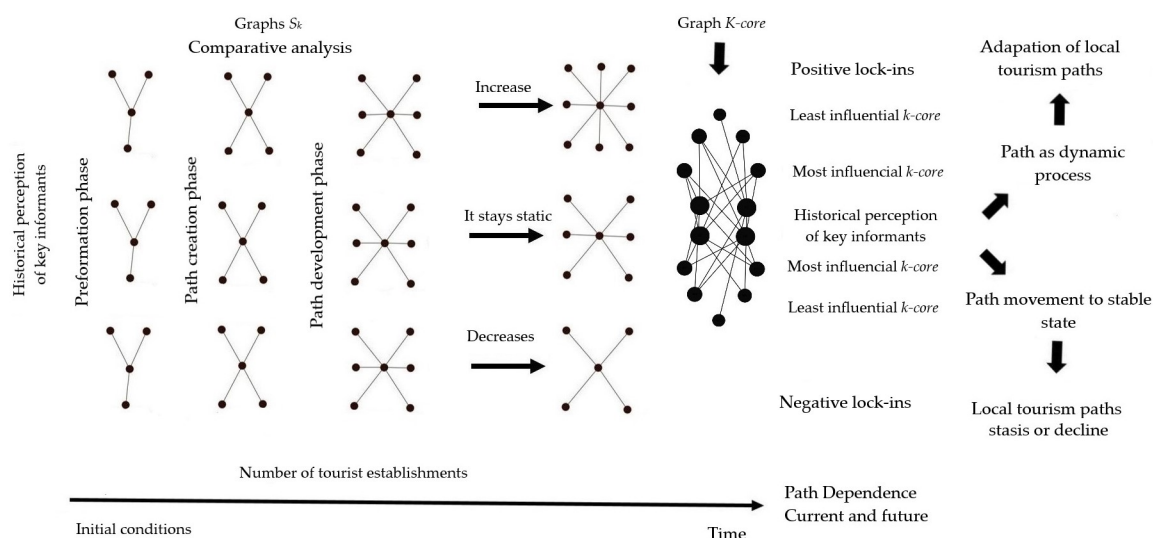 Graphs Sk
Comparative analysis
Graph K-core
Historical perception
of key informants
Preformation phase
Path creation phase
Path development phase
Increase
It stays static
Decreases
Positive lock-ins
Least influential k-core
Most influencial k-core
Historical perception
of key informants
Most influencial k-core
Least influential k-core
Negative lock-ins
Adapation of local
tourism paths
Path as dynamic
process
Path movement to stable
state
Local tourism paths
stasis or decline
Number of tourist establishments
Initial conditions
Time
Path Dependence
Current and future